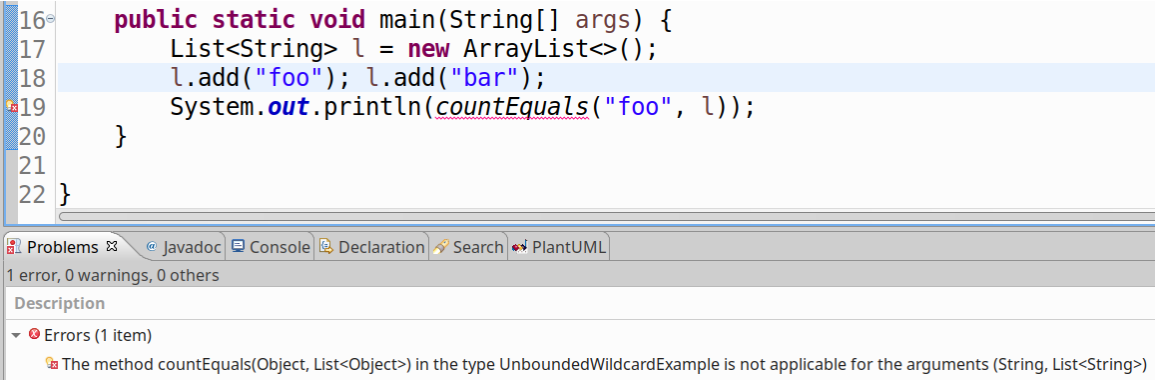 16 public static void main(String[] args) {
17 List<String> l = new ArrayList<>();
18 l.add("foo"); l.add("bar");
19 System.out.println(countEquals("foo", l));
20 }
21
22 }
Problems Javadoc Console Declaration Search PlantUML
1 error, 0 warnings, 0 others
Description
Errors (1 item)
The method countEquals(Object, List<Object>) in the type UnboundedWildcardExample is not applicable for the arguments (String, List<String>)